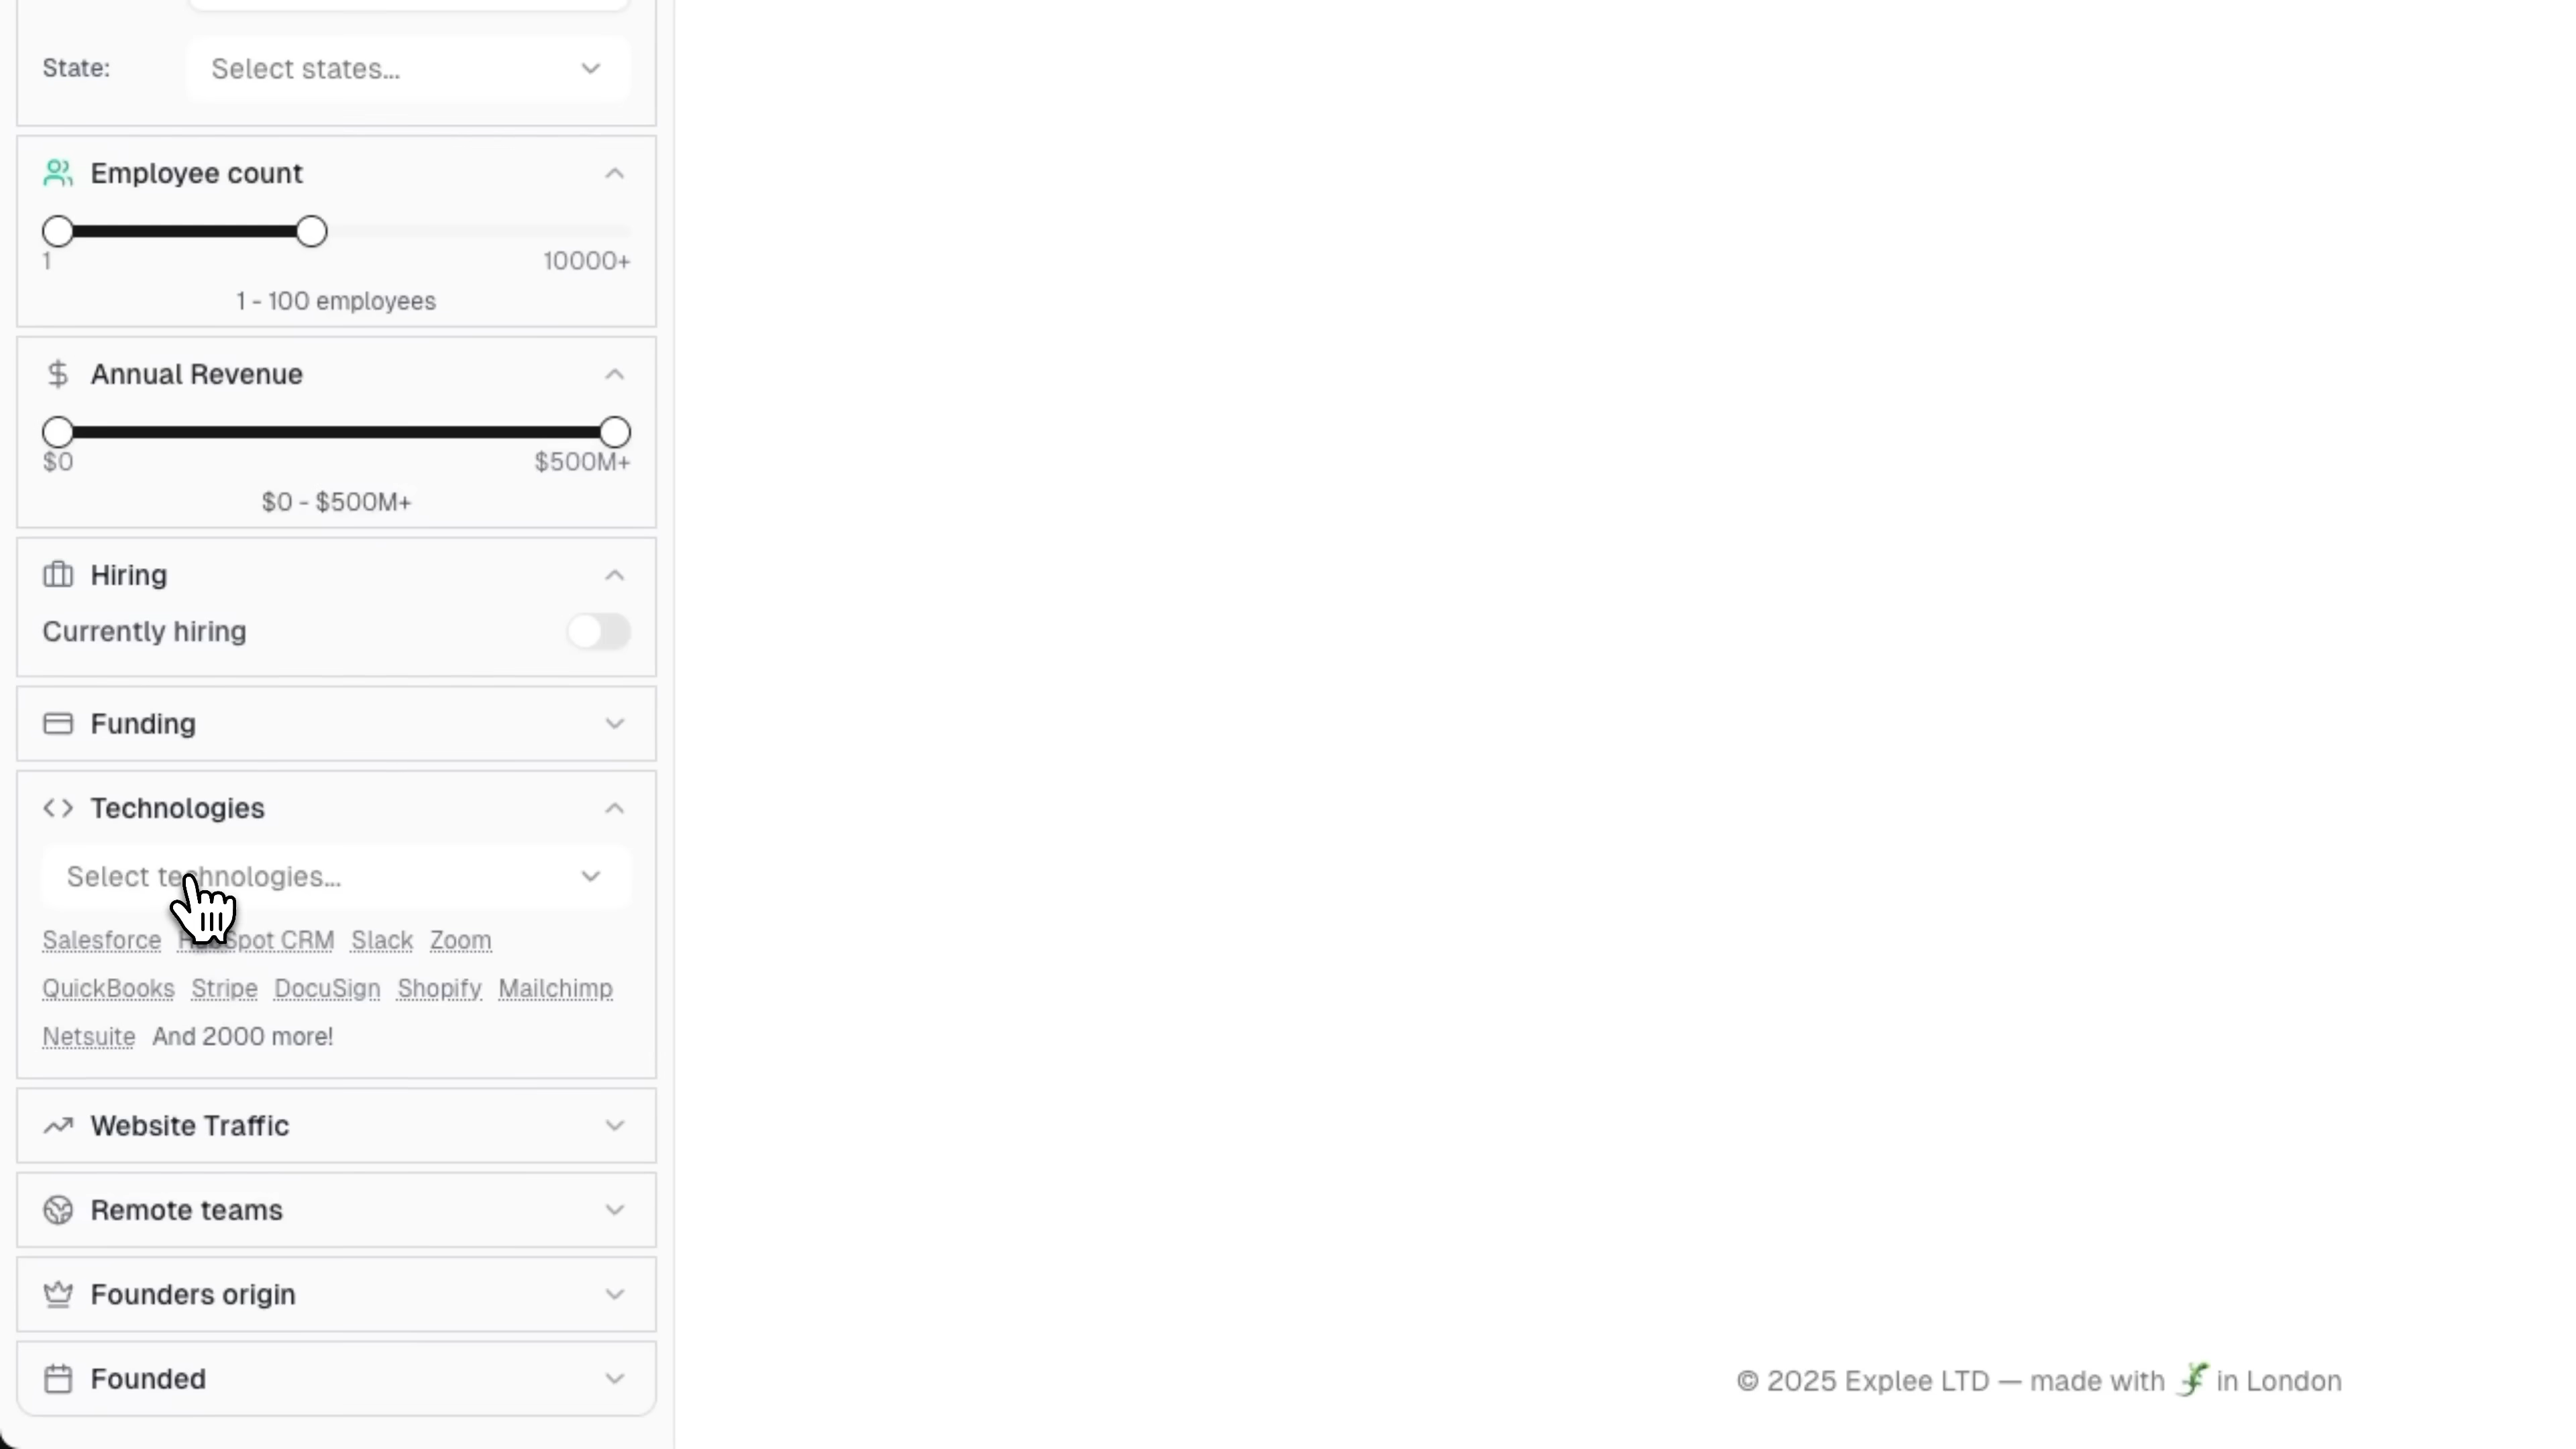 State:
Select states...
Employee count
1
10000+
1 - 100 employees
Annual Revenue
$0
$500M+
$0 - $500M+
Hiring
Currently hiring
Funding
Technologies
Select technologies...
Salesforce HubSpot CRM Slack Zoom
QuickBooks Stripe DocuSign Shopify Mailchimp
Netsuite And 2000 more!
Website Traffic
Remote teams
Founders origin
Founded
© 2025 Explee LTD — made with 🦎 in London